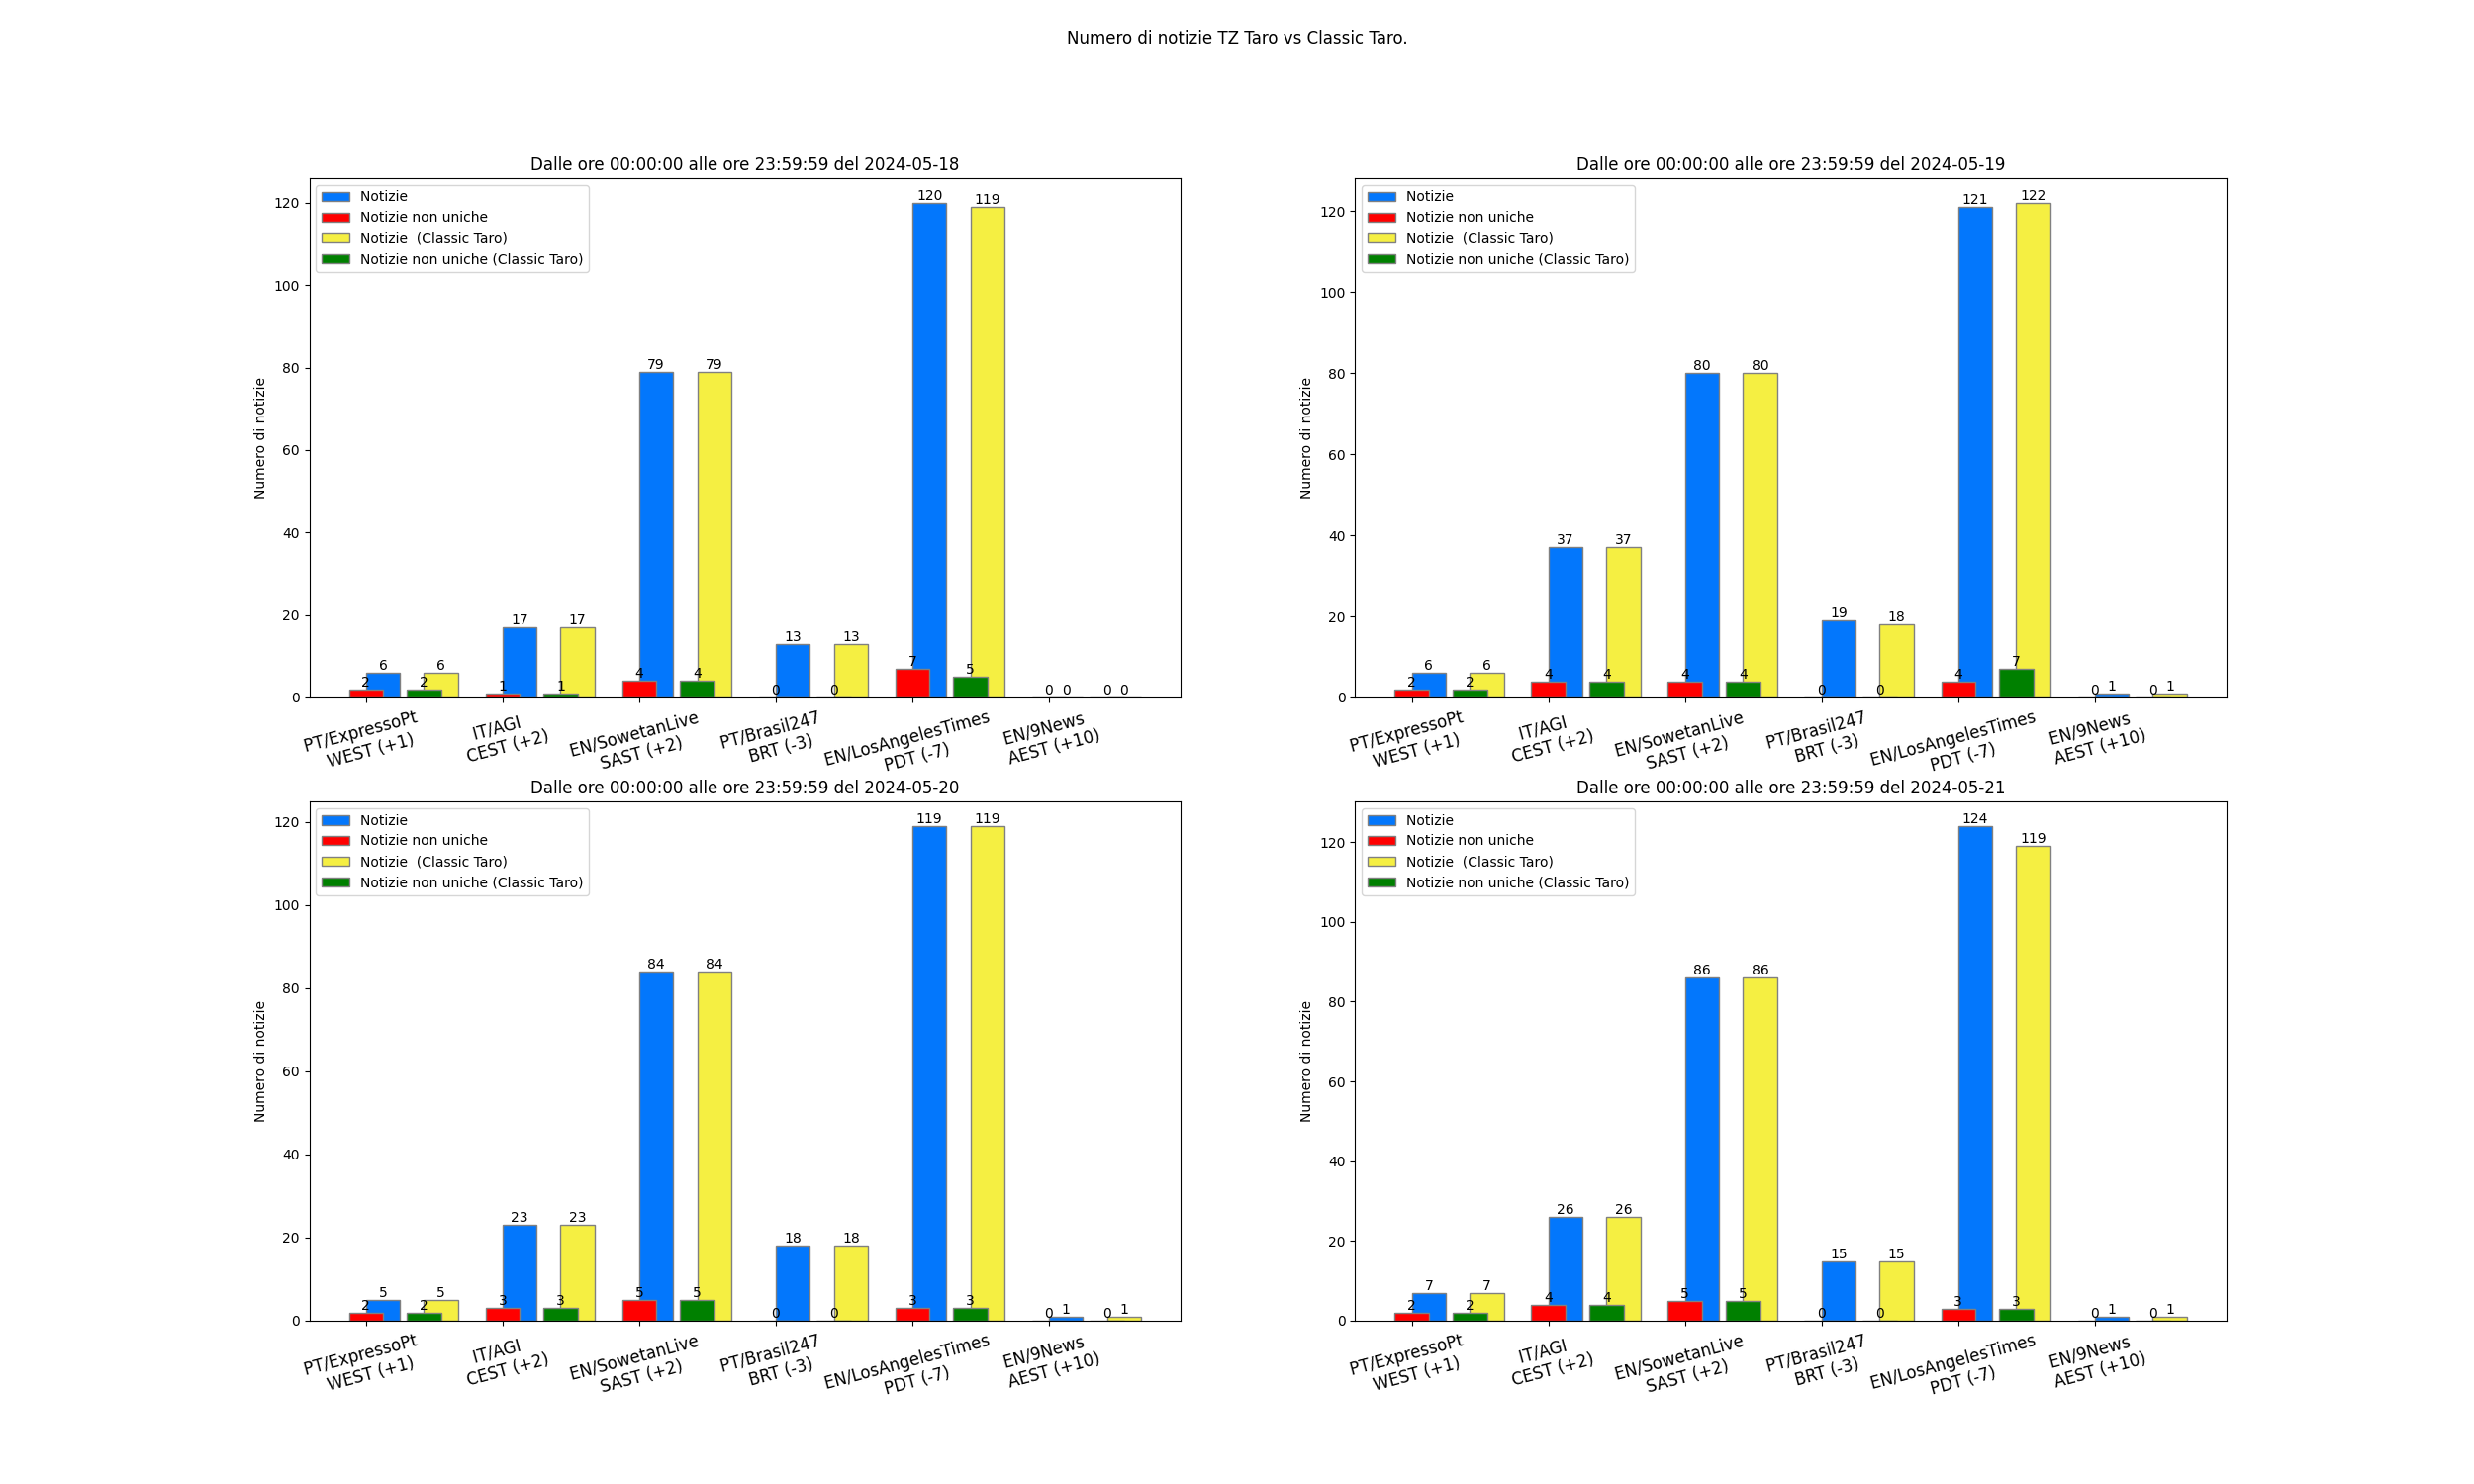 Numero di notizie TZ Taro vs Classic Taro.
Dalle ore 00:00:00 alle ore 23:59:59 del 2024-05-18
Notizie
Notizie non uniche
Notizie  (Classic Taro)
Notizie non uniche (Classic Taro)
Numero di notizie
120
100
80
60
40
20
0
2 6 2 6
1 17 1 17
4 79 4 79
0 13 0 13
7 120 5 119
0 0 0 0
PT/ExpressoPt
WEST (+1)
IT/AGI
CEST (+2)
EN/SowetanLive
SAST (+2)
PT/Brasil247
BRT (-3)
EN/LosAngelesTimes
PDT (-7)
EN/9News
AEST (+10)
Dalle ore 00:00:00 alle ore 23:59:59 del 2024-05-19
Notizie
Notizie non uniche
Notizie  (Classic Taro)
Notizie non uniche (Classic Taro)
Numero di notizie
120
100
80
60
40
20
0
2 6 2 6
4 37 4 37
4 80 4 80
0 19 0 18
4 121 7 122
0 1 0 1
PT/ExpressoPt
WEST (+1)
IT/AGI
CEST (+2)
EN/SowetanLive
SAST (+2)
PT/Brasil247
BRT (-3)
EN/LosAngelesTimes
PDT (-7)
EN/9News
AEST (+10)
Dalle ore 00:00:00 alle ore 23:59:59 del 2024-05-20
Notizie
Notizie non uniche
Notizie  (Classic Taro)
Notizie non uniche (Classic Taro)
Numero di notizie
120
100
80
60
40
20
0
2 5 2 5
3 23 3 23
5 84 5 84
0 18 0 18
3 119 3 119
0 1 0 1
PT/ExpressoPt
WEST (+1)
IT/AGI
CEST (+2)
EN/SowetanLive
SAST (+2)
PT/Brasil247
BRT (-3)
EN/LosAngelesTimes
PDT (-7)
EN/9News
AEST (+10)
Dalle ore 00:00:00 alle ore 23:59:59 del 2024-05-21
Notizie
Notizie non uniche
Notizie  (Classic Taro)
Notizie non uniche (Classic Taro)
Numero di notizie
120
100
80
60
40
20
0
2 7 2 7
4 26 4 26
5 86 5 86
0 15 0 15
3 124 3 119
0 1 0 1
PT/ExpressoPt
WEST (+1)
IT/AGI
CEST (+2)
EN/SowetanLive
SAST (+2)
PT/Brasil247
BRT (-3)
EN/LosAngelesTimes
PDT (-7)
EN/9News
AEST (+10)